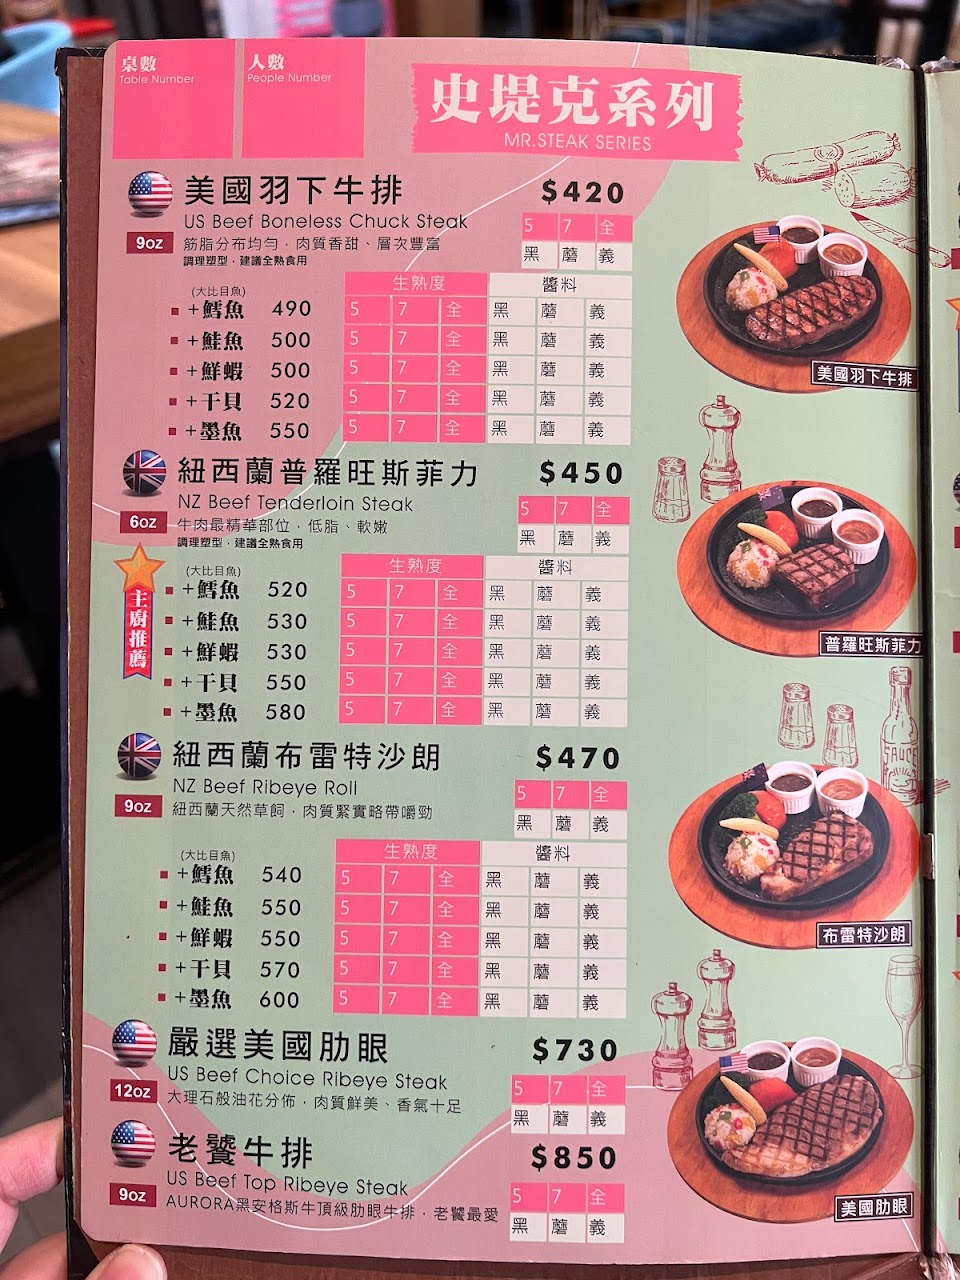 桌數
Table Number
人數
People Number
史堤克系列
MR.STEAK SERIES
美國羽下牛排 $420
US Beef Boneless Chuck Steak
9oz
筋脂分布均勻，肉質香甜、層次豐富
調理塑型，建議全熟食用
5 7 全
黑 蘑 義
生熟度 醬料
(大比目魚)
+鱈魚 490 5 7 全 黑 蘑 義
+鮭魚 500 5 7 全 黑 蘑 義
+鮮蝦 500 5 7 全 黑 蘑 義
+干貝 520 5 7 全 黑 蘑 義
+墨魚 550 5 7 全 黑 蘑 義
美國羽下牛排
紐西蘭普羅旺斯菲力 $450
NZ Beef Tenderloin Steak
6oz
牛肉最精華部位，低脂、軟嫩
調理塑型，建議全熟食用
5 7 全
黑 蘑 義
主廚推薦
生熟度 醬料
(大比目魚)
+鱈魚 520 5 7 全 黑 蘑 義
+鮭魚 530 5 7 全 黑 蘑 義
+鮮蝦 530 5 7 全 黑 蘑 義
+干貝 550 5 7 全 黑 蘑 義
+墨魚 580 5 7 全 黑 蘑 義
普羅旺斯菲力
紐西蘭布雷特沙朗 $470
NZ Beef Ribeye Roll
9oz
紐西蘭天然草飼，肉質緊實略帶嚼勁
5 7 全
黑 蘑 義
SAUCE
生熟度 醬料
(大比目魚)
+鱈魚 540 5 7 全 黑 蘑 義
+鮭魚 550 5 7 全 黑 蘑 義
+鮮蝦 550 5 7 全 黑 蘑 義
+干貝 570 5 7 全 黑 蘑 義
+墨魚 600 5 7 全 黑 蘑 義
布雷特沙朗
嚴選美國肋眼 $730
US Beef Choice Ribeye Steak
12oz
大理石般油花分佈，肉質鮮美、香氣十足
5 7 全
黑 蘑 義
老饕牛排 $850
US Beef Top Ribeye Steak
9oz
AURORA黑安格斯牛頂級肋眼牛排，老饕最愛
5 7 全
黑 蘑 義
美國肋眼